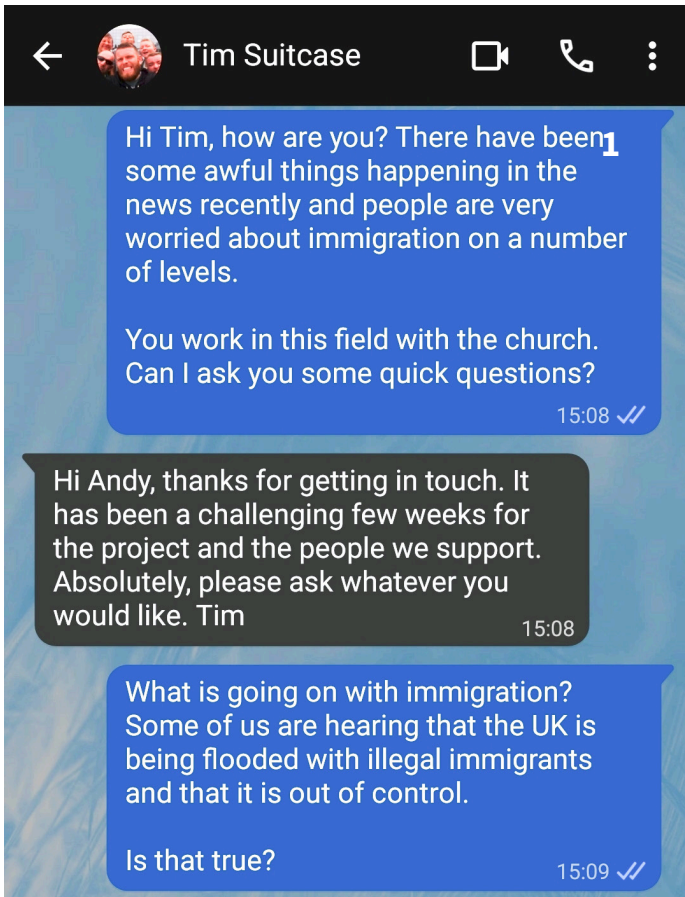 Tim Suitcase
Hi Tim, how are you? There have been
1
some awful things happening in the
news recently and people are very
worried about immigration on a number
of levels.
You work in this field with the church.
Can I ask you some quick questions?
15:08
Hi Andy, thanks for getting in touch. It
has been a challenging few weeks for
the project and the people we support.
Absolutely, please ask whatever you
would like. Tim
15:08
What is going on with immigration?
Some of us are hearing that the UK is
being flooded with illegal immigrants
and that it is out of control.
Is that true?
15:09